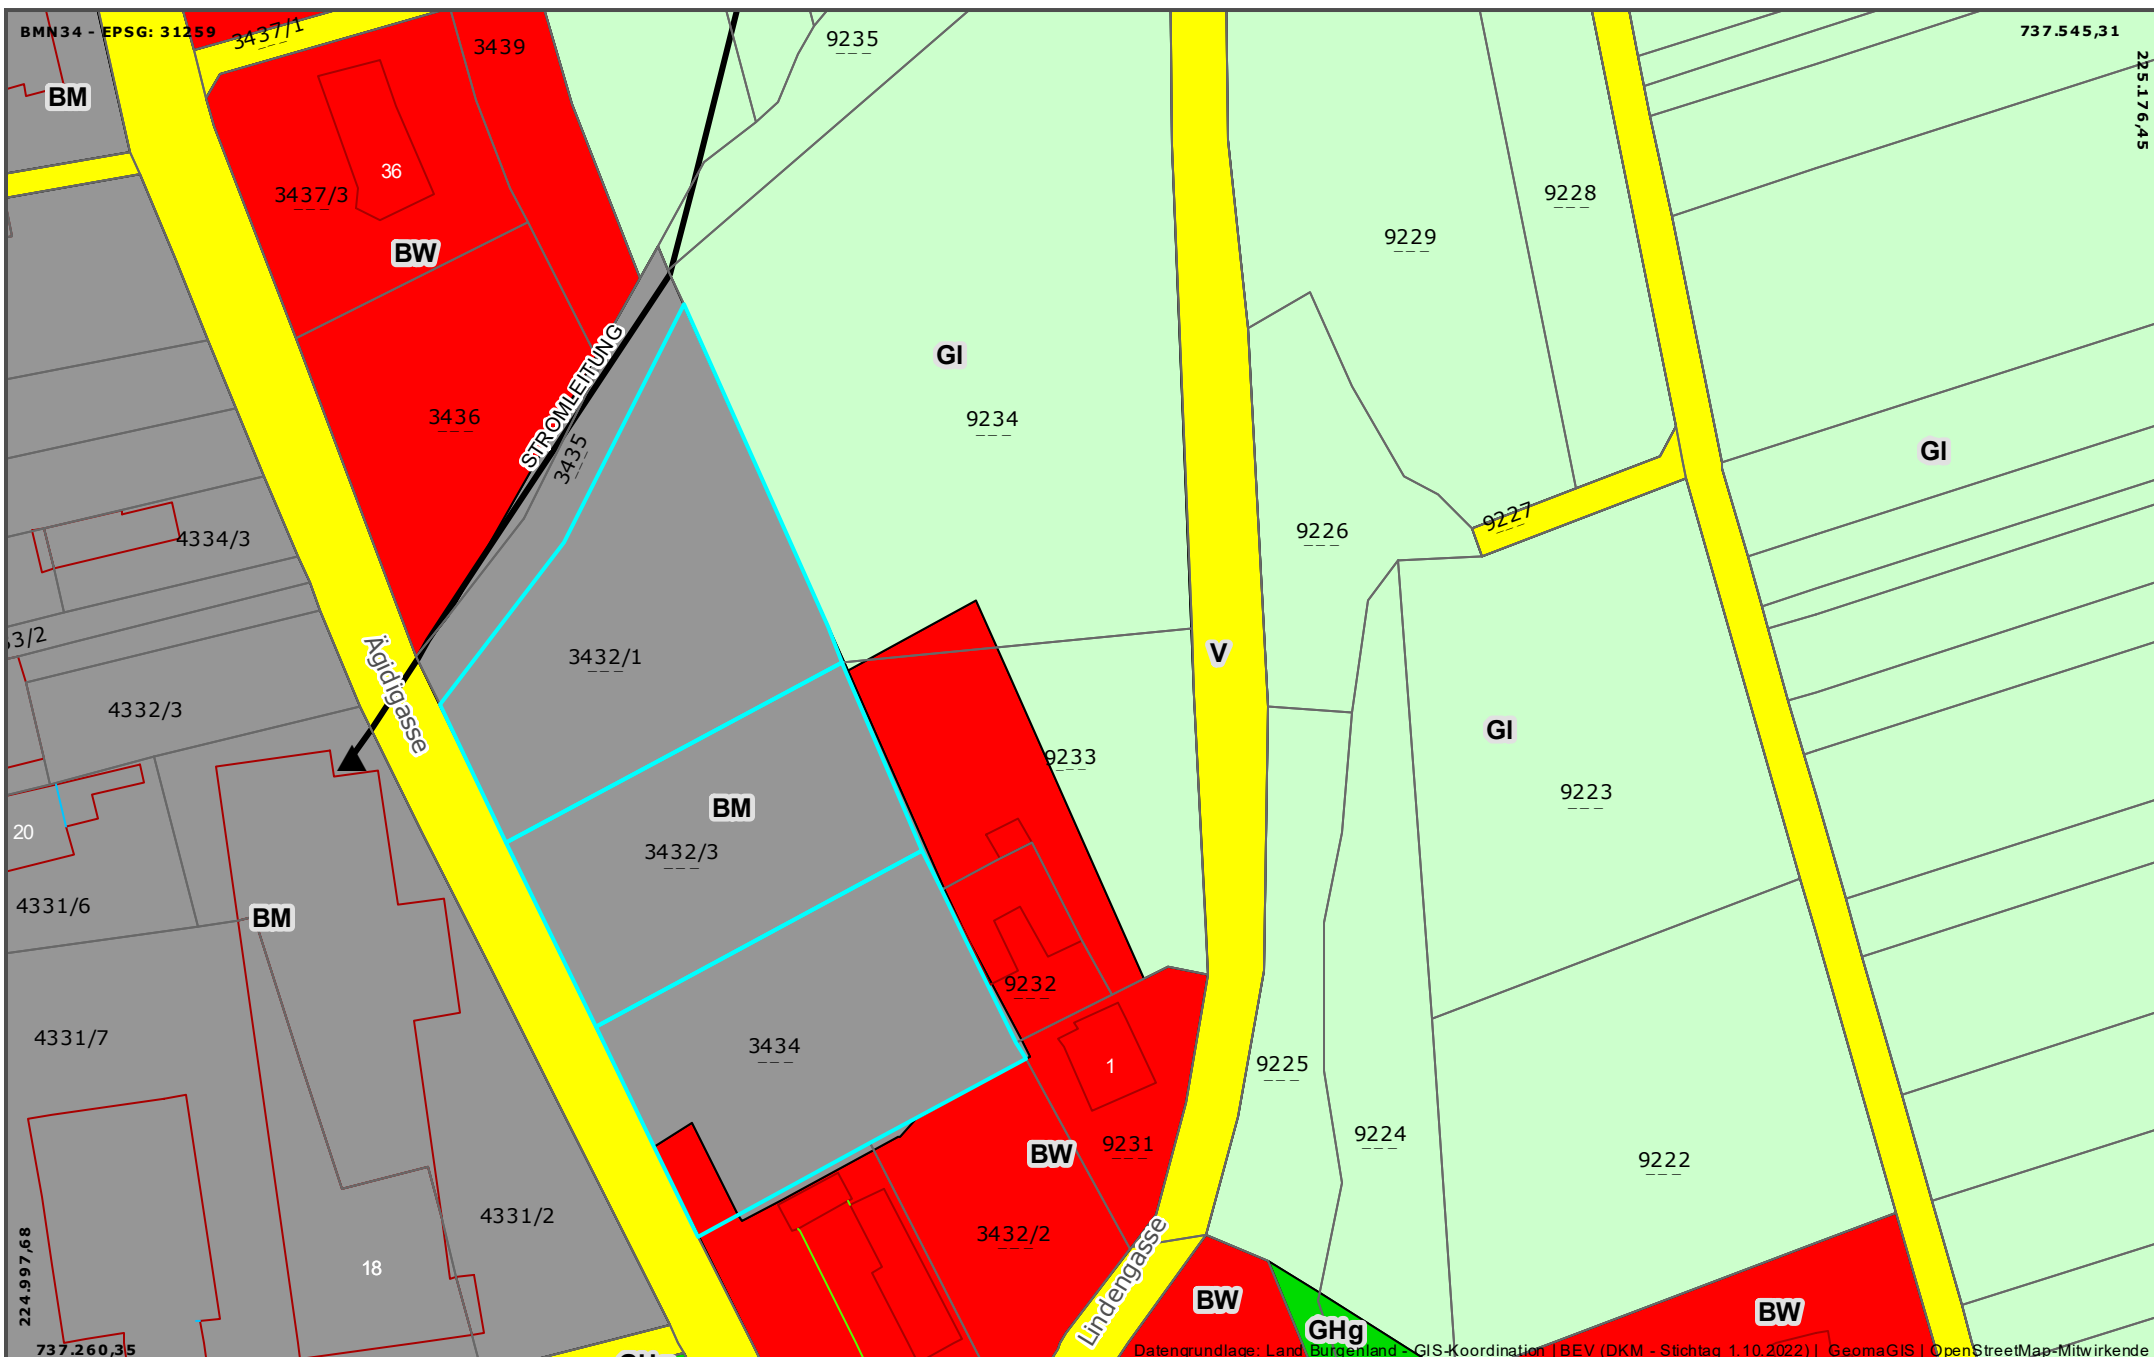 BMN34 - EPSG: 31259
3437/1
3439
9235
737.545,31
225.176,45
BM
36
3437/3
BW
9228
9229
GI
9234
3436
STROMLEITUNG
3435
GI
9227
9226
4334/3
3/2
Ägidigasse
3432/1
V
4332/3
GI
9233
9223
BM
3432/3
20
4331/6
BM
9232
4331/7
3434
1
9225
9224
9231
BW
9222
4331/2
3432/2
18
224.997,68
Lindengasse
BW
GHg
BW
737.260,35
Datengrundlage: Land Burgenland - GIS-Koordination | BEV (DKM - Stichtag 1.10.2022) | GeomaGIS | OpenStreetMap-Mitwirkende